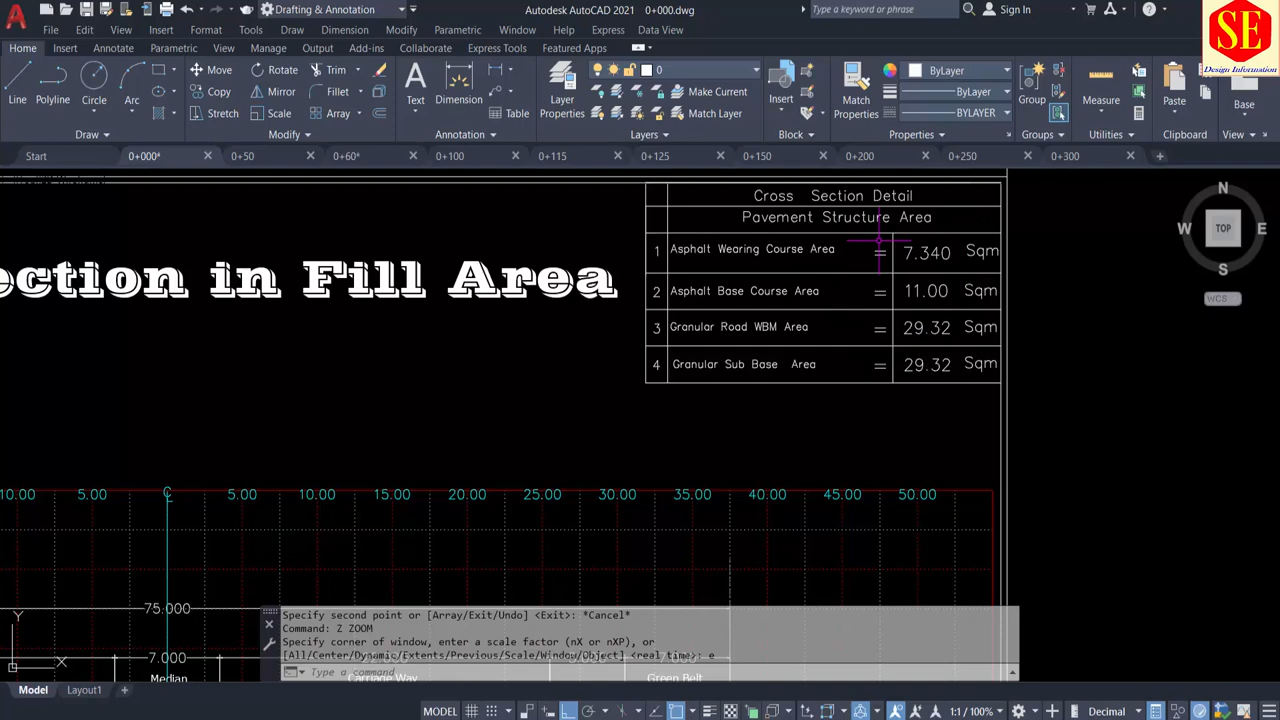 Drafting & Annotation
Autodesk AutoCAD 2021 0+000.dwg
Type a keyword or phrase
Sign In
SE
Design Information
File Edit View Insert Format Tools Draw Dimension Modify Parametric Window Help Express Data View
Home Insert Annotate Parametric View Manage Output Add-ins Collaborate Express Tools Featured Apps
Line Polyline Circle Arc
Move Rotate Trim
Copy Mirror Fillet
Stretch Scale Array
Text Dimension Table
Layer Properties
0
Make Current
Match Layer
Insert
Match Properties
ByLayer
ByLayer
BYLAYER
Group
Measure
Paste
Base
Draw Modify Annotation Layers Block Properties Groups Utilities Clipboard View
Start 0+000* 0+50 0+60* 0+100 0+115 0+125 0+150 0+200 0+250 0+300
Cross Section Detail
Pavement Structure Area
1 Asphalt Wearing Course Area = 7.340 Sqm
2 Asphalt Base Course Area = 11.00 Sqm
3 Granular Road WBM Area = 29.32 Sqm
4 Granular Sub Base Area = 29.32 Sqm
ection in Fill Area
N
W TOP E
S
WCS
10.00 5.00 CL 5.00 10.00 15.00 20.00 25.00 30.00 35.00 40.00 45.00 50.00
75.000
7.000
Median
Carriage Way
Green Belt
Y
X
Specify second point or [Array/Exit/Undo] <Exit>: *Cancel*
Command: Z ZOOM
Specify corner of window, enter a scale factor (nX or nXP), or
[All/Center/Dynamic/Extents/Previous/Scale/Window/Object] <real time>: e
Type a command
Model Layout1
MODEL 1:1 / 100% Decimal